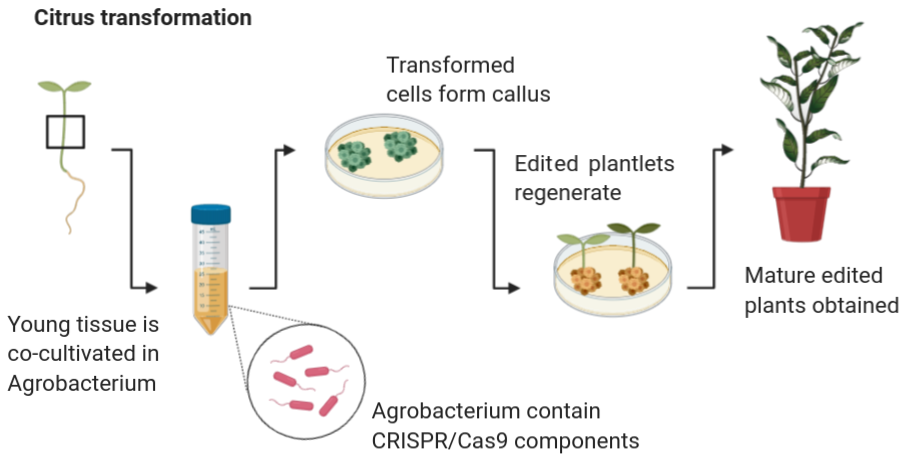 Citrus transformation
Transformed
cells form callus
Edited plantlets
regenerate
Mature edited
plants obtained
Young tissue is
co-cultivated in
Agrobacterium
Agrobacterium contain
CRISPR/Cas9 components